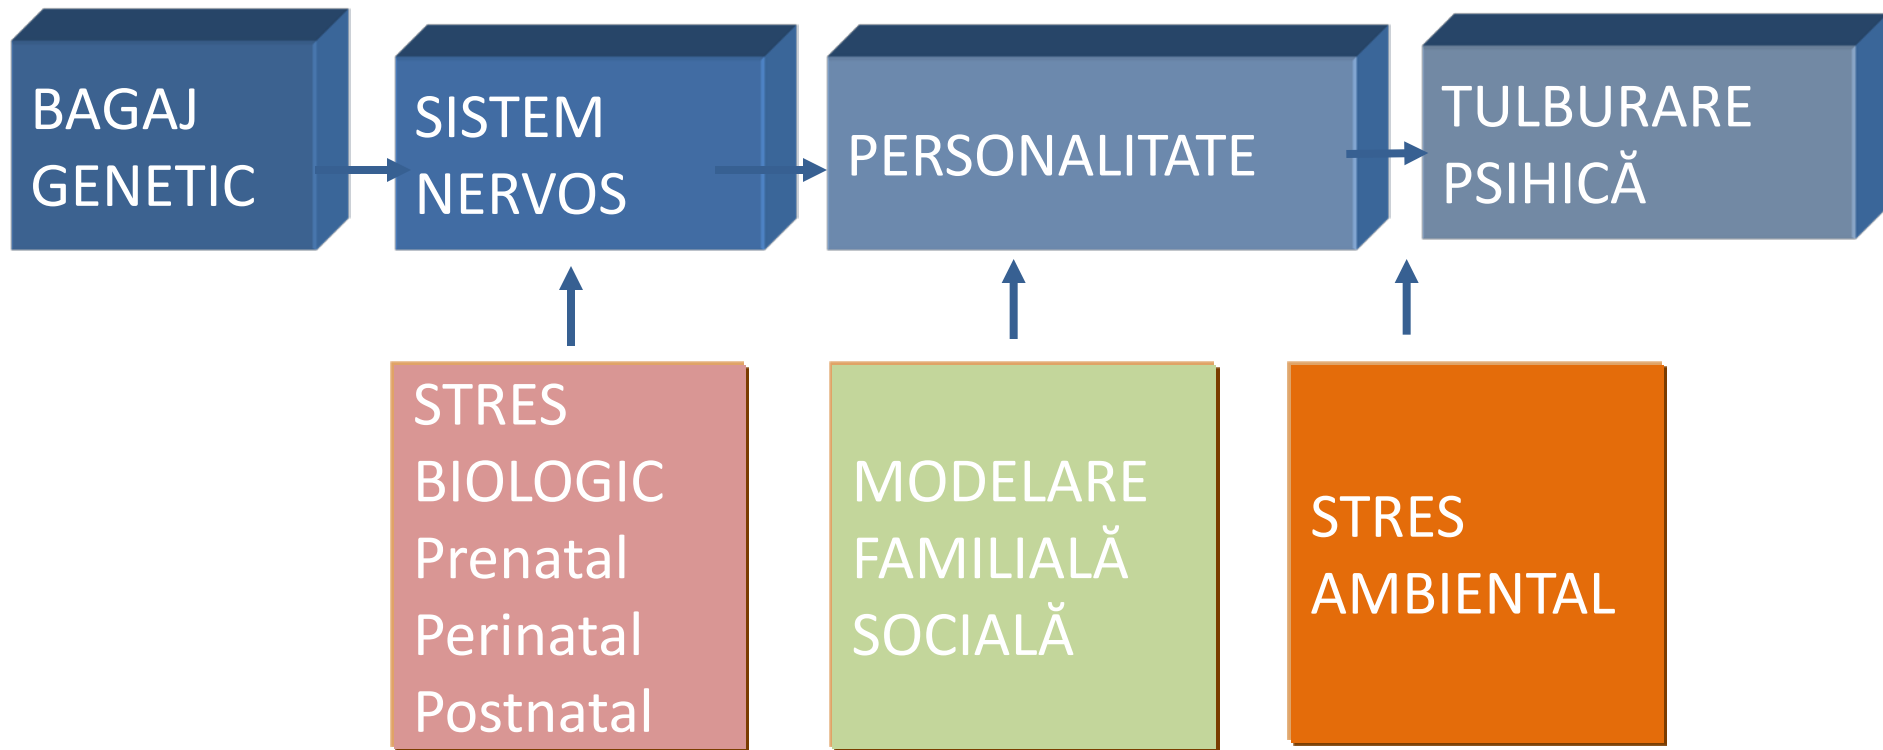 BAGAJ
GENETIC
SISTEM
NERVOS
PERSONALITATE
TULBURARE
PSIHICĂ
STRES
BIOLOGIC
Prenatal
Perinatal
Postnatal
MODELARE
FAMILIALĂ
SOCIALĂ
STRES
AMBIENTAL